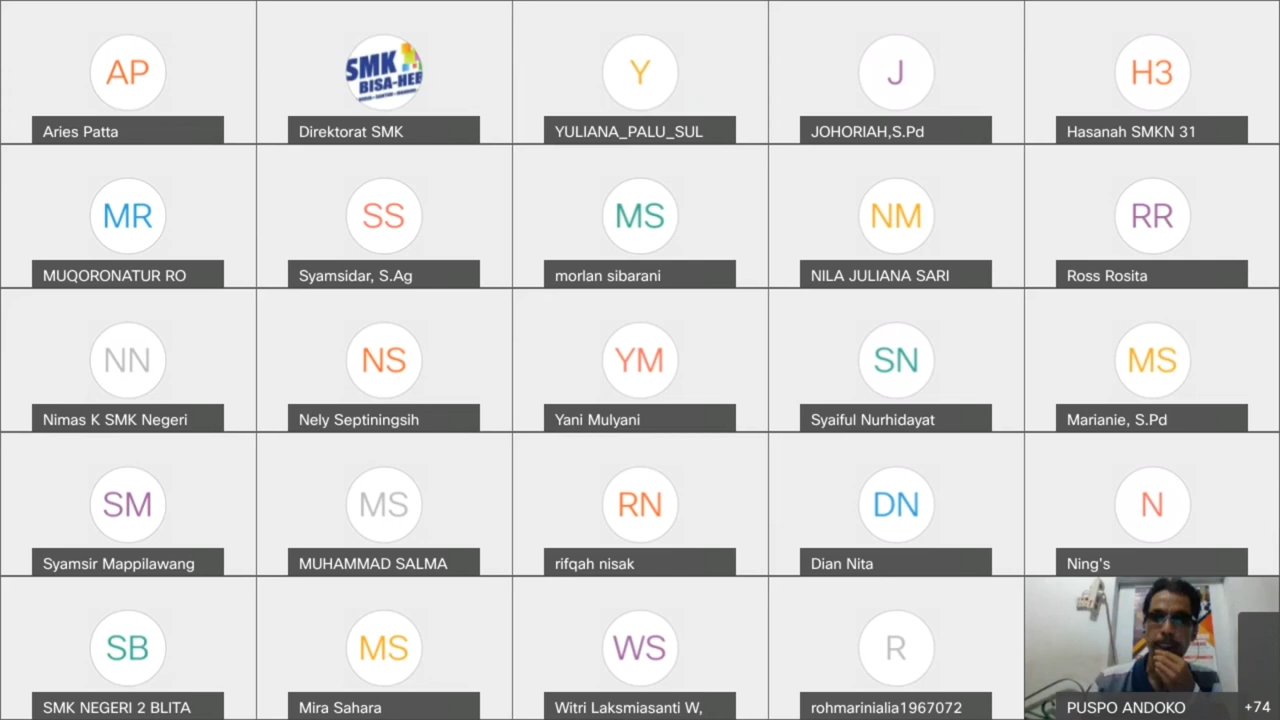 AP
Aries Patta
SMK
BISA-HEB
Direktorat SMK
Y
YULIANA_PALU_SUL
J
JOHORIAH,S.Pd
H3
Hasanah SMKN 31
MR
MUQORONATUR RO
SS
Syamsidar, S.Ag
MS
morlan sibarani
NM
NILA JULIANA SARI
RR
Ross Rosita
NN
Nimas K SMK Negeri
NS
Nely Septiningsih
YM
Yani Mulyani
SN
Syaiful Nurhidayat
MS
Marianie, S.Pd
SM
Syamsir Mappilawang
MS
MUHAMMAD SALMA
RN
rifqah nisak
DN
Dian Nita
N
Ning's
SB
SMK NEGERI 2 BLITA
MS
Mira Sahara
WS
Witri Laksmiasanti W,
R
rohmarinialia1967072
PUSPO ANDOKO
+74